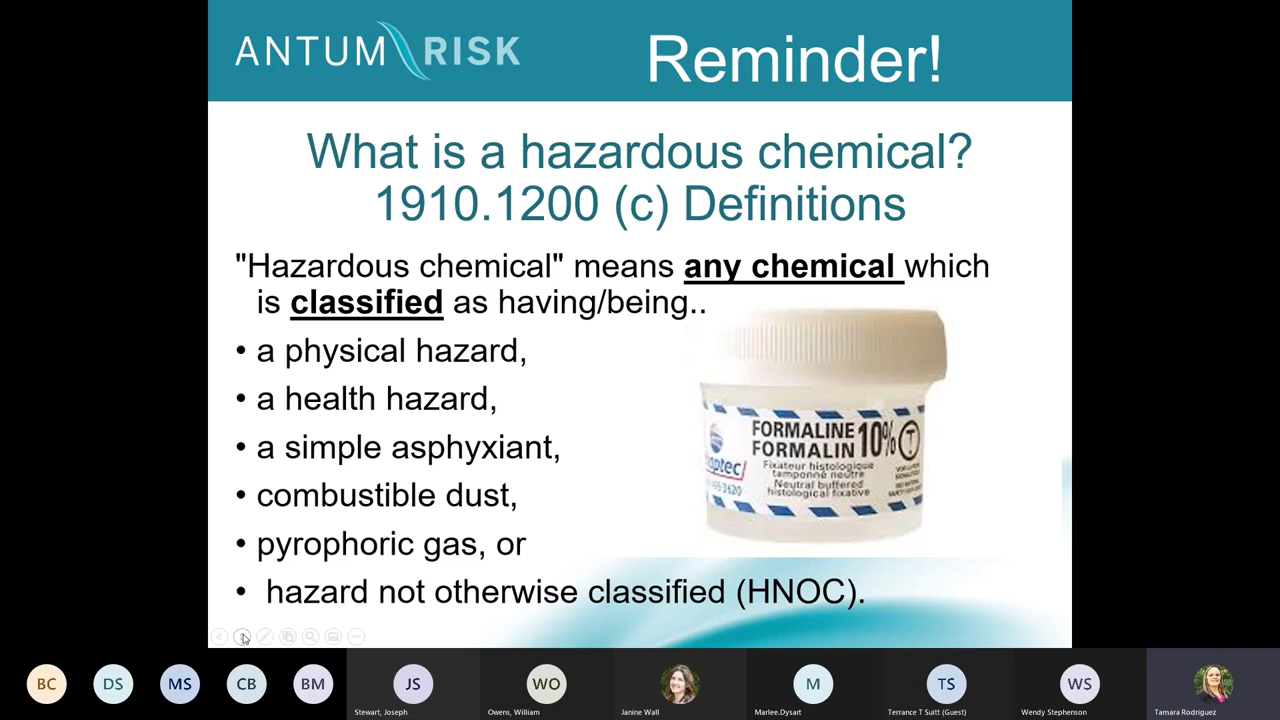 ANTUM RISK
Reminder!
What is a hazardous chemical?
1910.1200 (c) Definitions
"Hazardous chemical" means any chemical which
is classified as having/being..
• a physical hazard,
• a health hazard,
• a simple asphyxiant,
• combustible dust,
• pyrophoric gas, or
• hazard not otherwise classified (HNOC).
FORMALINE
FORMALIN 10% T
Fixateur histologique
tamponné neutre
Neutral buffered
histological fixative
BC
DS
MS
CB
BM
JS
WO
M
TS
WS
Stewart, Joseph
Owens, William
Janine Wall
Marlee.Dysart
Terrance T Suitt (Guest)
Wendy Stephenson
Tamara Rodriguez